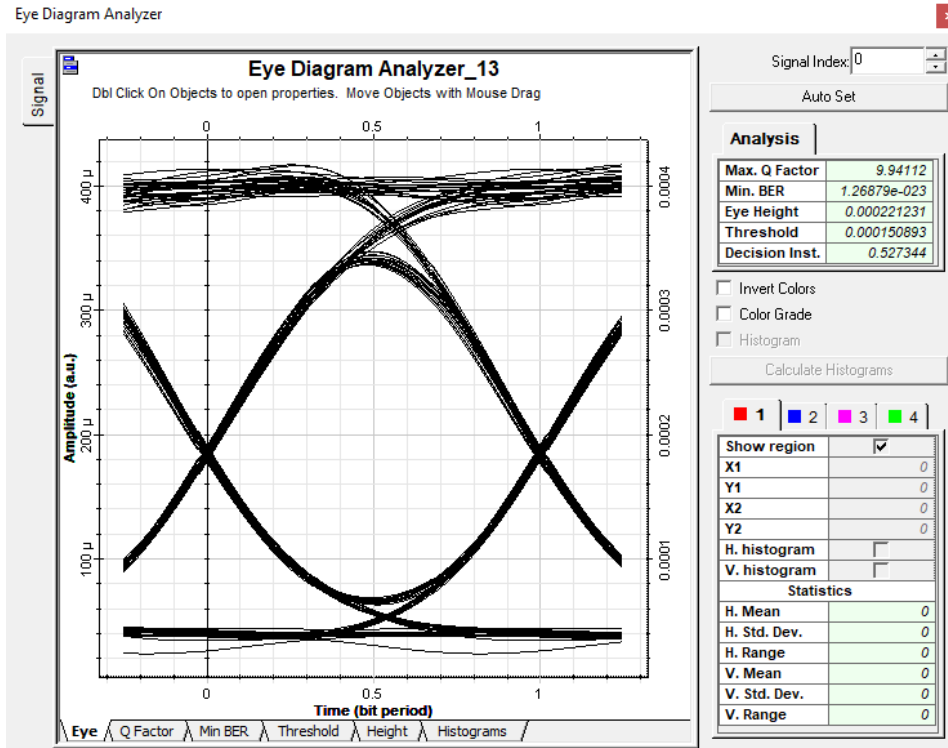 Eye Diagram Analyzer
Signal
Eye Diagram Analyzer_13
Dbl Click On Objects to open properties. Move Objects with Mouse Drag
0 0.5 1
400 µ
300 µ
200 µ
100 µ
Amplitude (a.u.)
0.0004
0.0003
0.0002
0.0001
0 0.5 1
Time (bit period)
Eye Q Factor Min BER Threshold Height Histograms
Signal Index: 0
Auto Set
Analysis
Max. Q Factor 9.94112
Min. BER 1.26879e-023
Eye Height 0.000221231
Threshold 0.000150893
Decision Inst. 0.527344
Invert Colors
Color Grade
Histogram
Calculate Histograms
1 2 3 4
Show region
X1 0
Y1 0
X2 0
Y2 0
H. histogram
V. histogram
Statistics
H. Mean 0
H. Std. Dev. 0
H. Range 0
V. Mean 0
V. Std. Dev. 0
V. Range 0